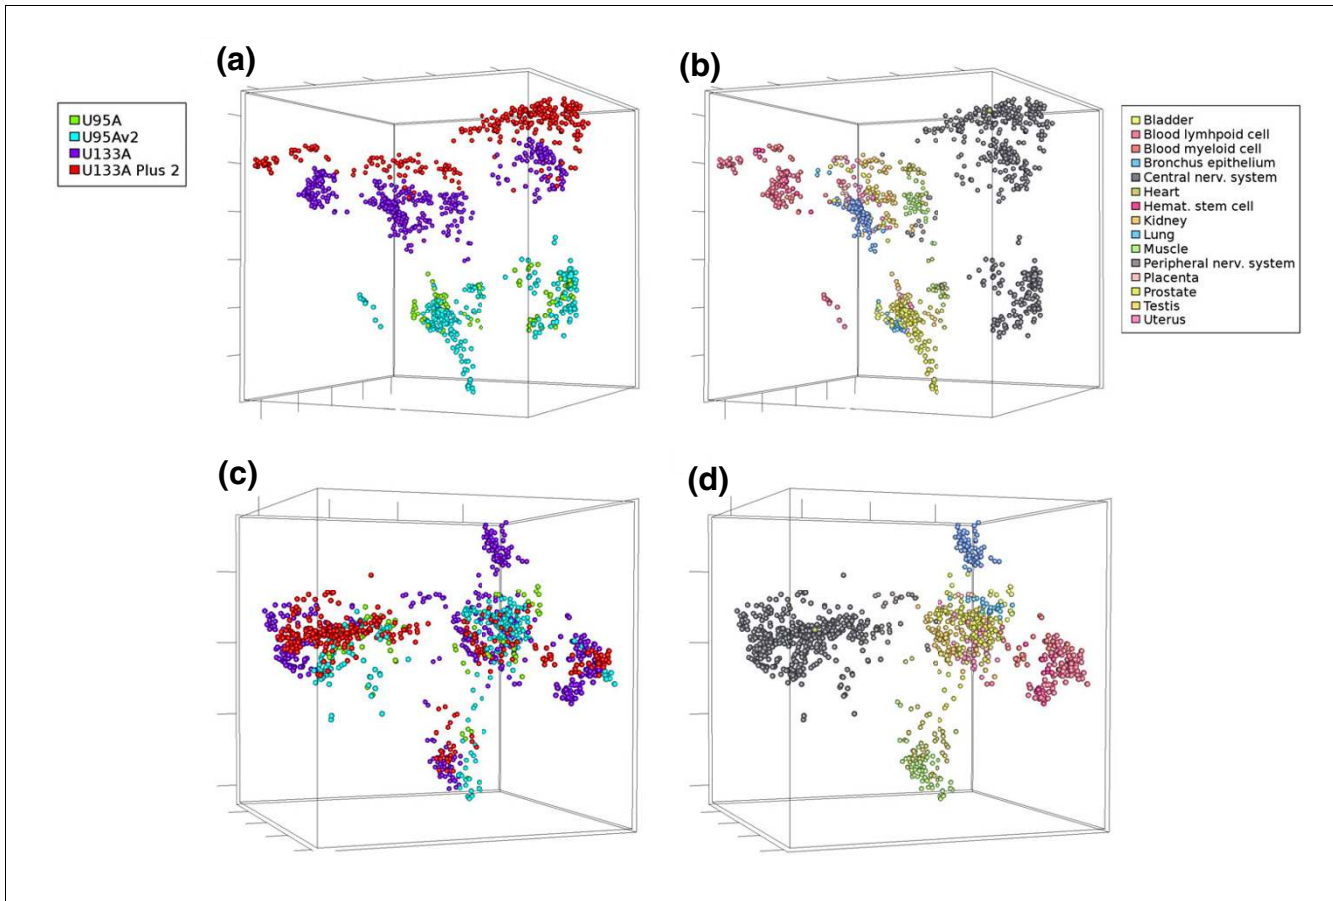 (a)
(b)
U95A
U95Av2
U133A
U133A Plus 2
Bladder
Blood lymhpoid cell
Blood myeloid cell
Bronchus epithelium
Central nerv. system
Heart
Hemat. stem cell
Kidney
Lung
Muscle
Peripheral nerv. system
Placenta
Prostate
Testis
Uterus
(c)
(d)